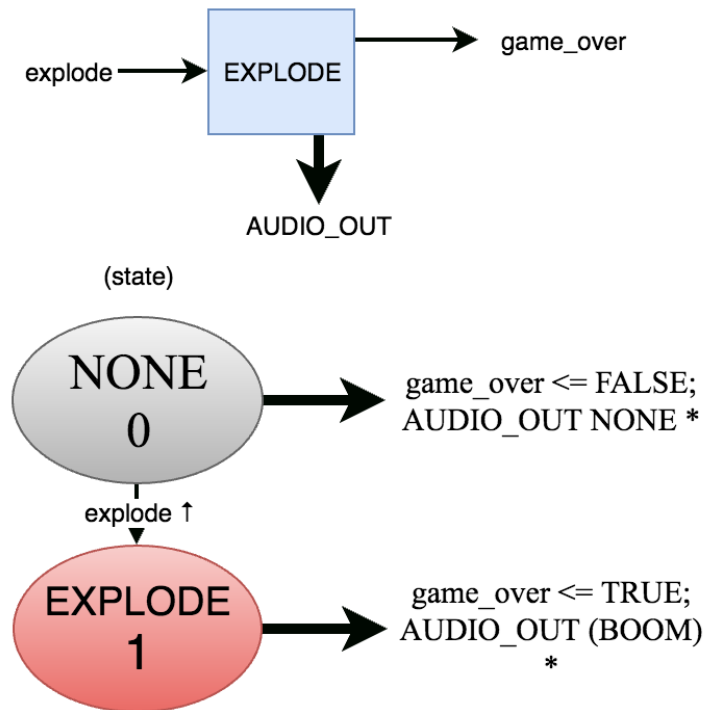 explode
EXPLODE
game_over
AUDIO_OUT
(state)
NONE
0
game_over <= FALSE;
AUDIO_OUT NONE *
explode ↑
EXPLODE
1
game_over <= TRUE;
AUDIO_OUT (BOOM)
*